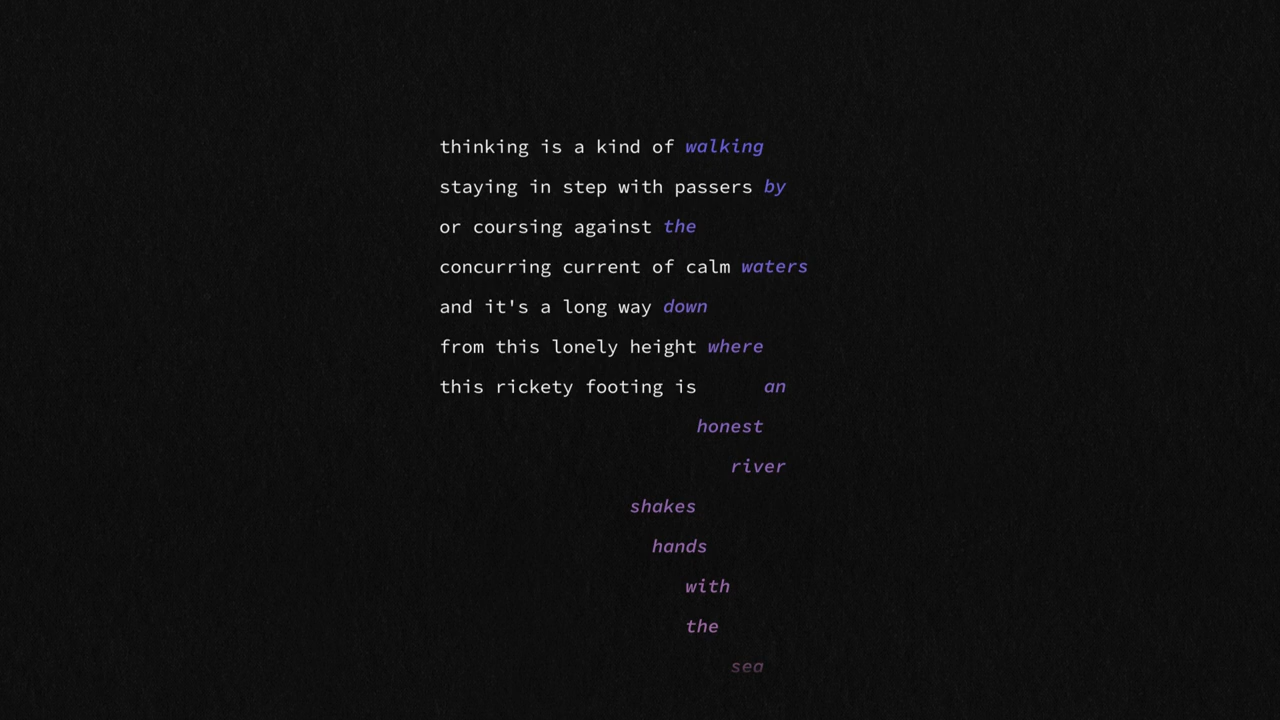 thinking is a kind of walking
staying in step with passers by
or coursing against the
concurring current of calm waters
and it's a long way down
from this lonely height where
this rickety footing is an
honest
river
shakes
hands
with
the
sea